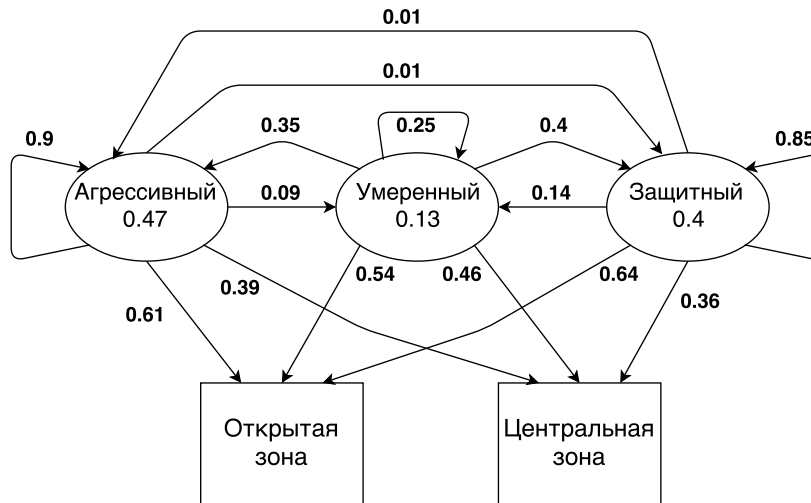 0.01
0.01
0.9
0.35
0.25
0.4
0.85
Агрессивный
0.47
0.09
Умеренный
0.13
0.14
Защитный
0.4
0.61
0.39
0.54
0.46
0.64
0.36
Открытая
зона
Центральная
зона